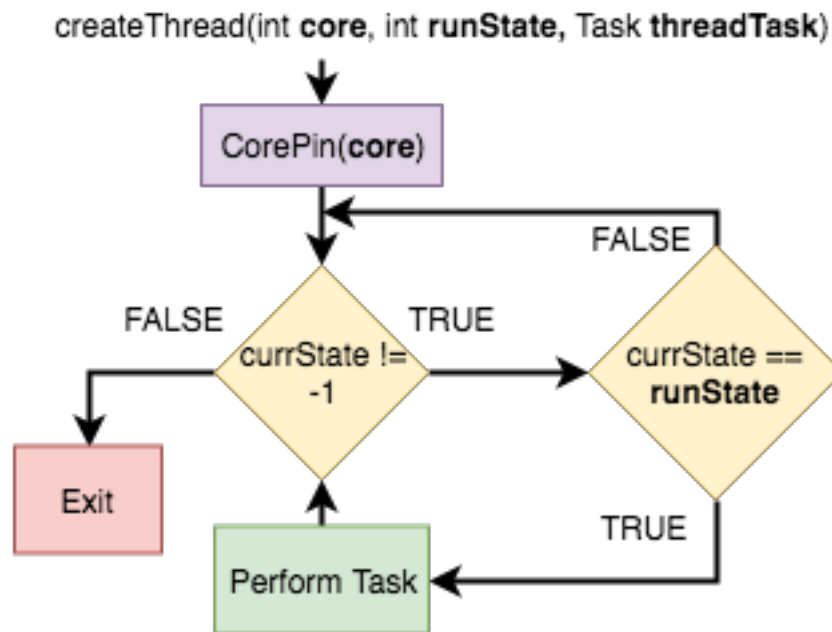 createThread(int core, int runState, Task threadTask)
CorePin(core)
FALSE
FALSE
TRUE
currState !=
-1
currState ==
runState
Exit
TRUE
Perform Task